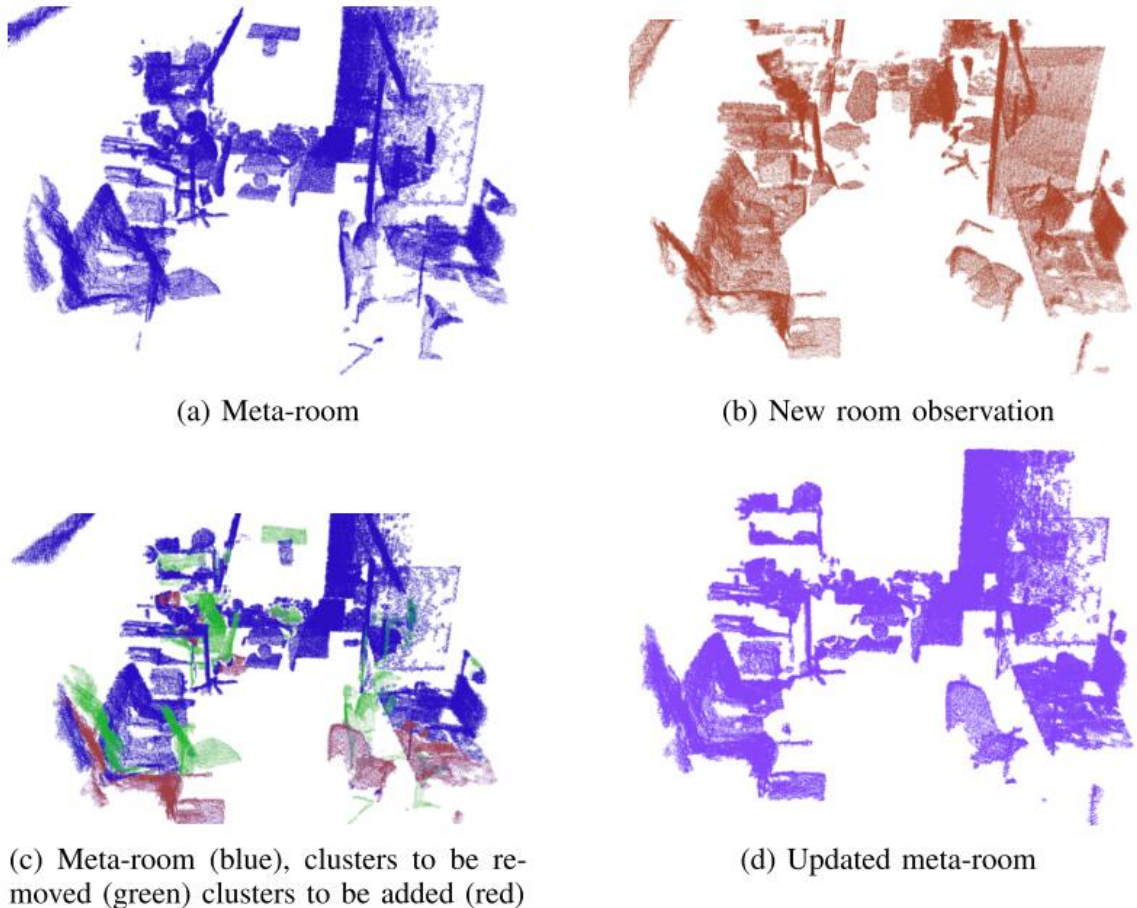 (a) Meta-room
(b) New room observation
(c) Meta-room (blue), clusters to be re-
moved (green) clusters to be added (red)
(d) Updated meta-room